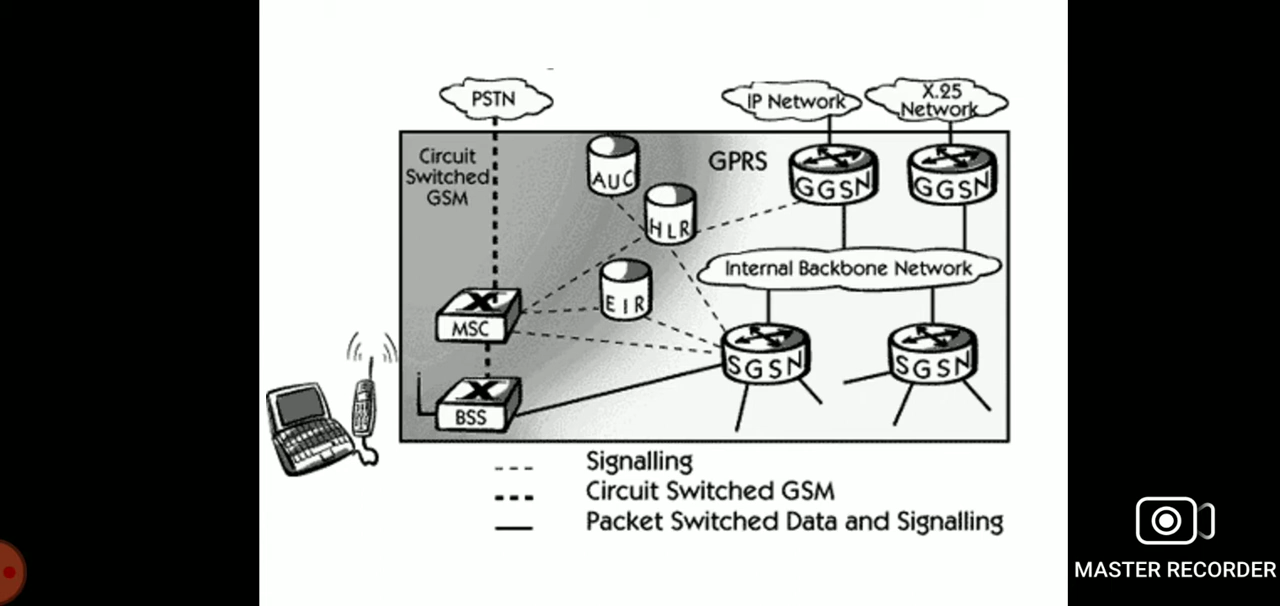 PSTN
IP Network
X.25
Network
Circuit
Switched
GSM
AUC
GPRS
GGSN
GGSN
HLR
Internal Backbone Network
EIR
MSC
SGSN
SGSN
BSS
Signalling
Circuit Switched GSM
Packet Switched Data and Signalling
MASTER RECORDER